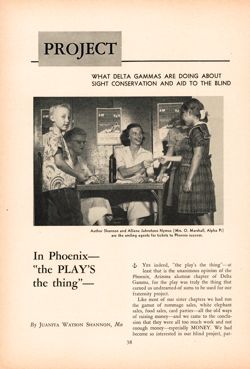 PROJECT
WHAT DELTA GAMMAS ARE DOING ABOUT
SIGHT CONSERVATION AND AID TO THE BLIND
Author Shannon and Allene Johnstone Nymon (Mrs. O. Marshall, Alpha P)
are the smiling agents for tickets to Phoenix success.
In Phoenix—
"the PLAY'S
the thing"—
By JUANITA WATSON SHANNON,
Yes indeed, "the play's the thing"—at
least that is the unanimous opinion of the
Phoenix, Arizona alumnæ chapter of Delta
Gamma, for the play was truly the thing that
earned us undreamed of sums to be used for our
fraternity project.
Like most of our sister chapters we had run
the gamut of rummage sales, white elephant
sales, food sales, card parties—all the old ways
of raising money—and we came to the conclu-
sion that they were all too much work and not
enough money—especially MONEY. We had
become so interested in our blind project, par-
58